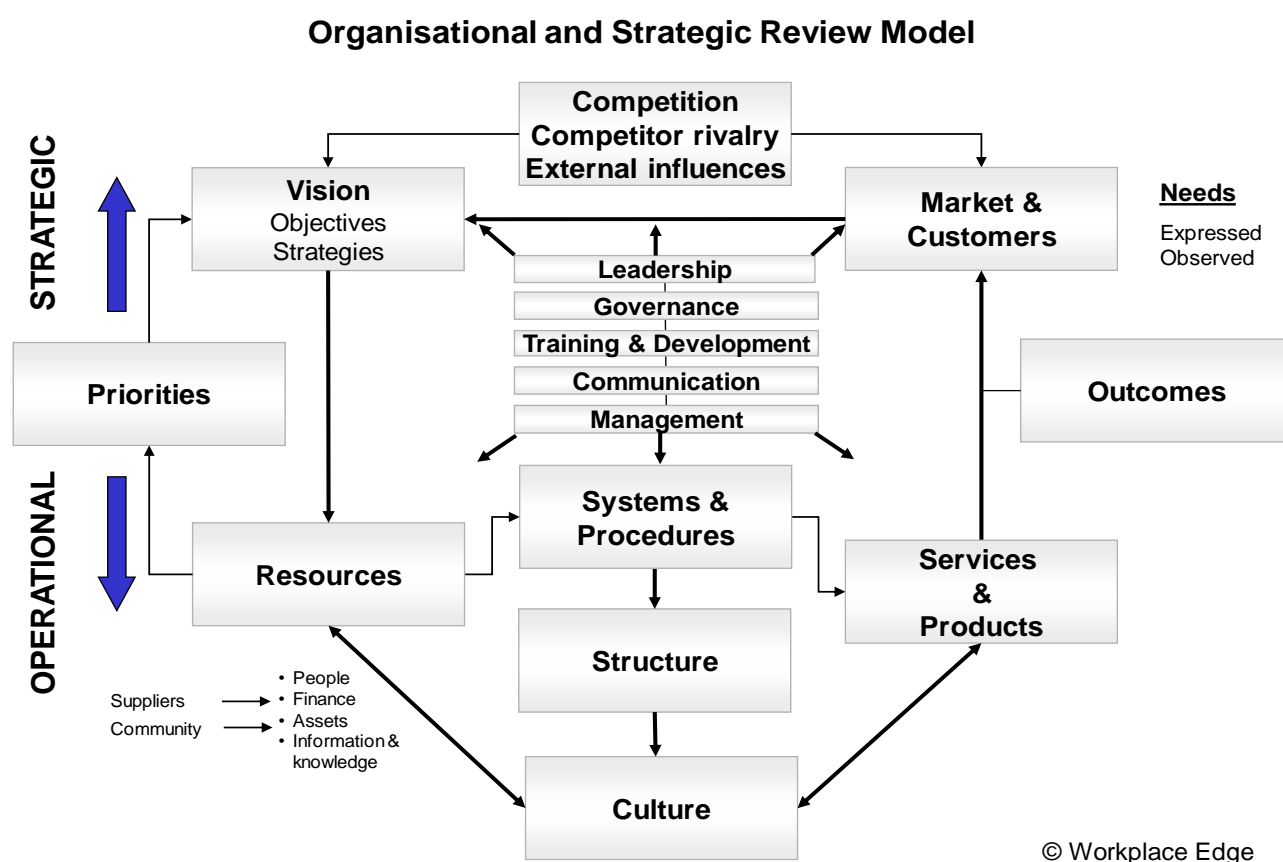 Organisational and Strategic Review Model
Competition
Competitor rivalry
External influences
STRATEGIC
Vision
Objectives
Strategies
Market &
Customers
Needs
Expressed
Observed
Leadership
Governance
Training & Development
Communication
Management
Priorities
Outcomes
OPERATIONAL
Systems &
Procedures
Resources
Services
&
Products
Structure
Suppliers
Community
• People
• Finance
• Assets
• Information &
knowledge
Culture
© Workplace Edge